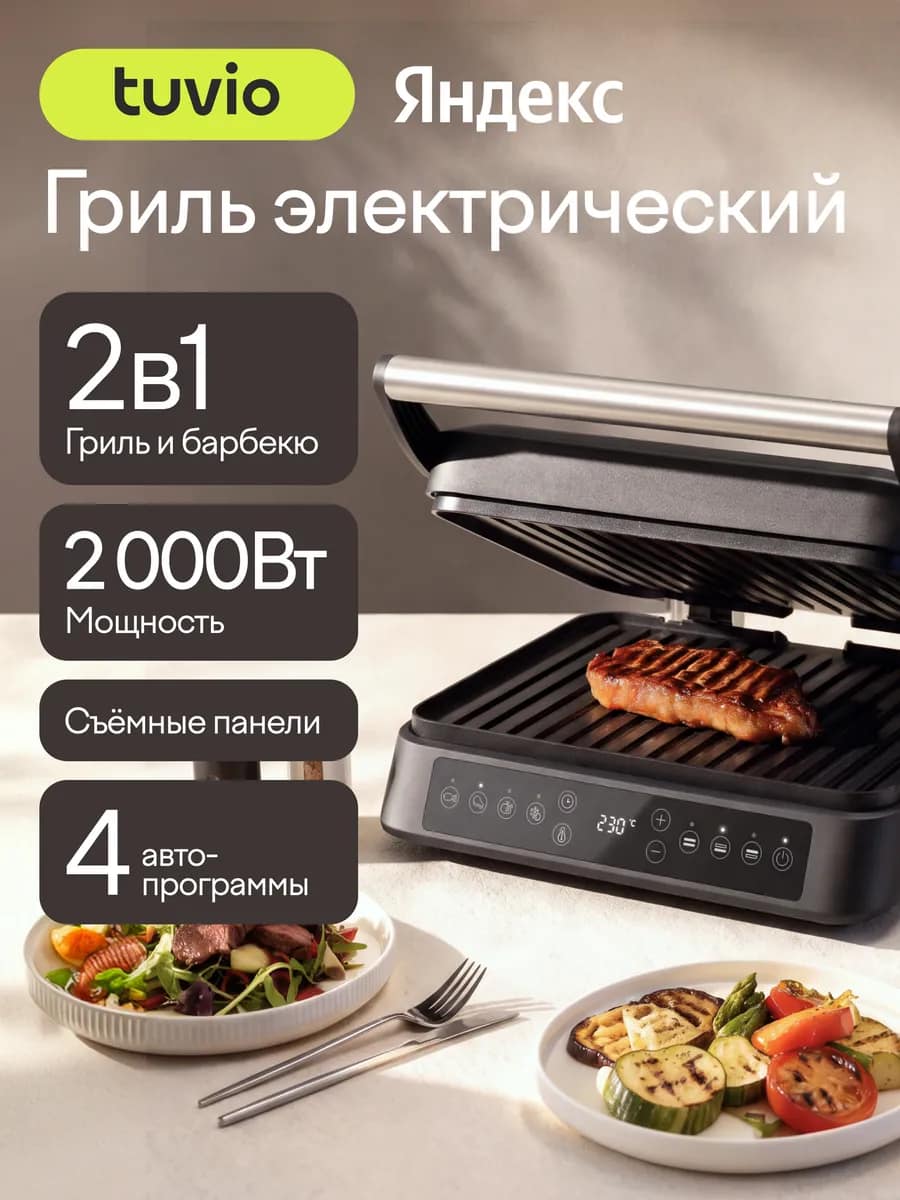 tuvio Яндекс
Гриль электрический
2в1
Гриль и барбекю
2 000Вт
Мощность
Съёмные панели
4 авто-
программы
230 °C